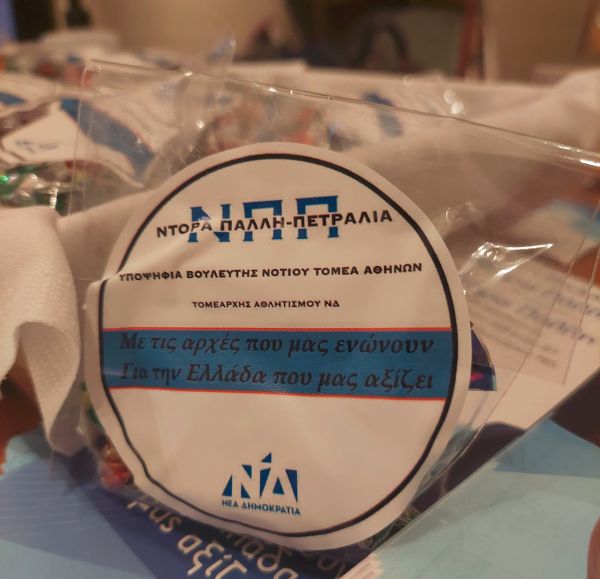 ΝΠΠ
ΝΤΟΡΑ ΠΑΛΛΗ-ΠΕΤΡΑΛΙΑ
ΥΠΟΨΗΦΙΑ ΒΟΥΛΕΥΤΗΣ ΝΟΤΙΟΥ ΤΟΜΕΑ ΑΘΗΝΩΝ
ΤΟΜΕΑΡΧΗΣ ΑΘΛΗΤΙΣΜΟΥ ΝΔ
Με τις αρχές που μας ενώνουν
Για την Ελλάδα που μας αξίζει
ΝΔ
ΝΕΑ ΔΗΜΟΚΡΑΤΙΑ